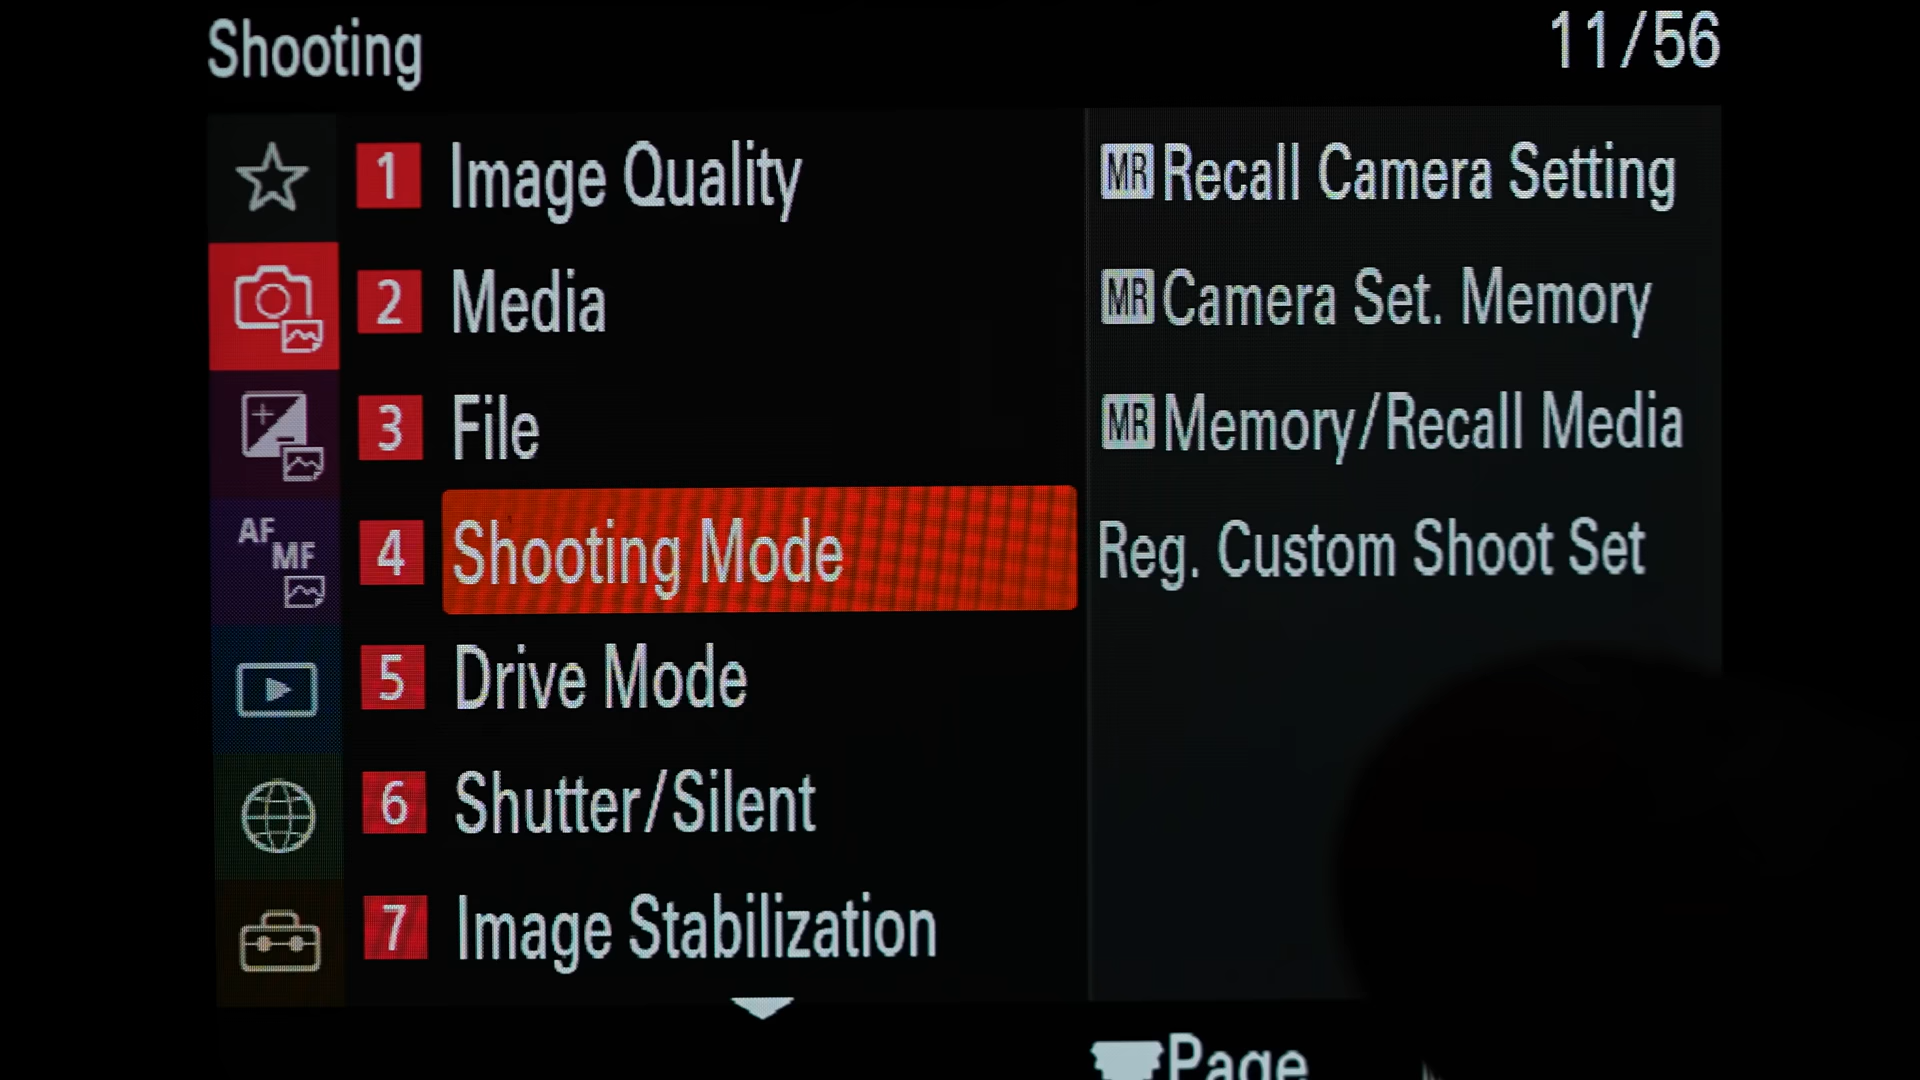 Shooting
11/56
1 Image Quality
2 Media
3 File
4 Shooting Mode
5 Drive Mode
6 Shutter/Silent
7 Image Stabilization
AF
MF
MR Recall Camera Setting
MR Camera Set. Memory
MR Memory/Recall Media
Reg. Custom Shoot Set
Page